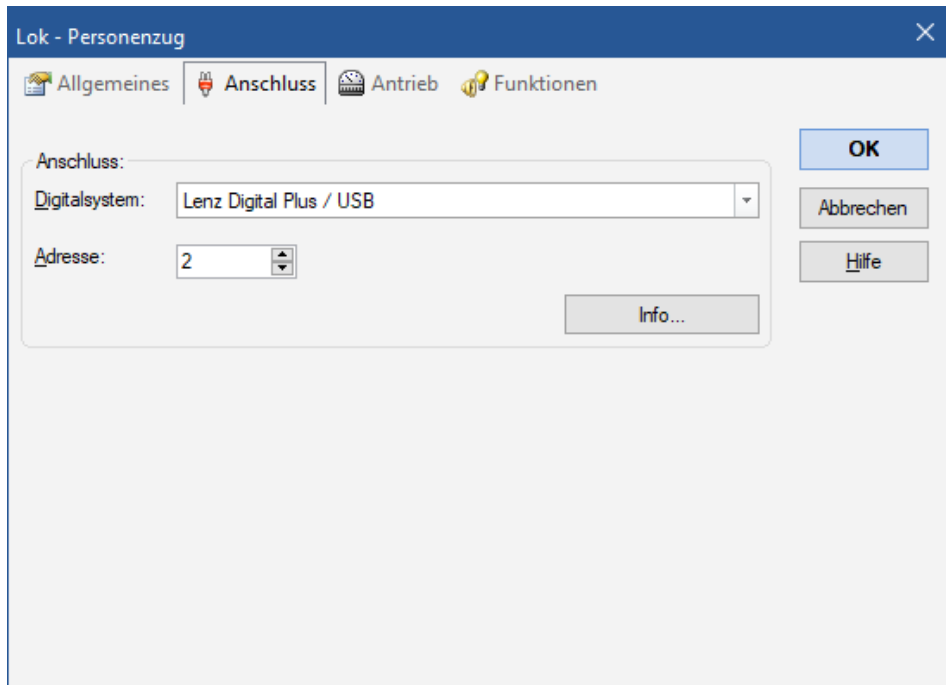 Lok - Personenzug
Allgemeines Anschluss Antrieb Funktionen
Anschluss:
Digitalsystem: Lenz Digital Plus / USB
Adresse: 2
Info...
OK
Abbrechen
Hilfe